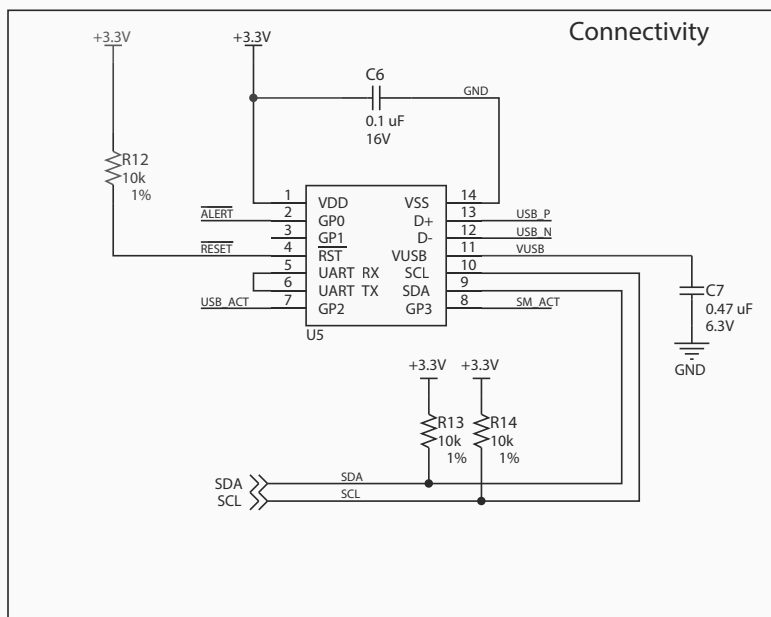 Connectivity
+3.3V
+3.3V
C6
GND
0.1 uF
16V
R12
10k
1%
1 VDD VSS 14
ALERT 2 GP0 D+ 13 USB_P
3 GP1 D- 12 USB_N
RESET 4 RST VUSB 11 VUSB
5 UART RX SCL 10
6 UART TX SDA 9
USB_ACT 7 GP2 GP3 8 SM_ACT
U5
C7
0.47 uF
6.3V
GND
+3.3V
+3.3V
R13
10k
1%
R14
10k
1%
SDA SDA
SCL SCL